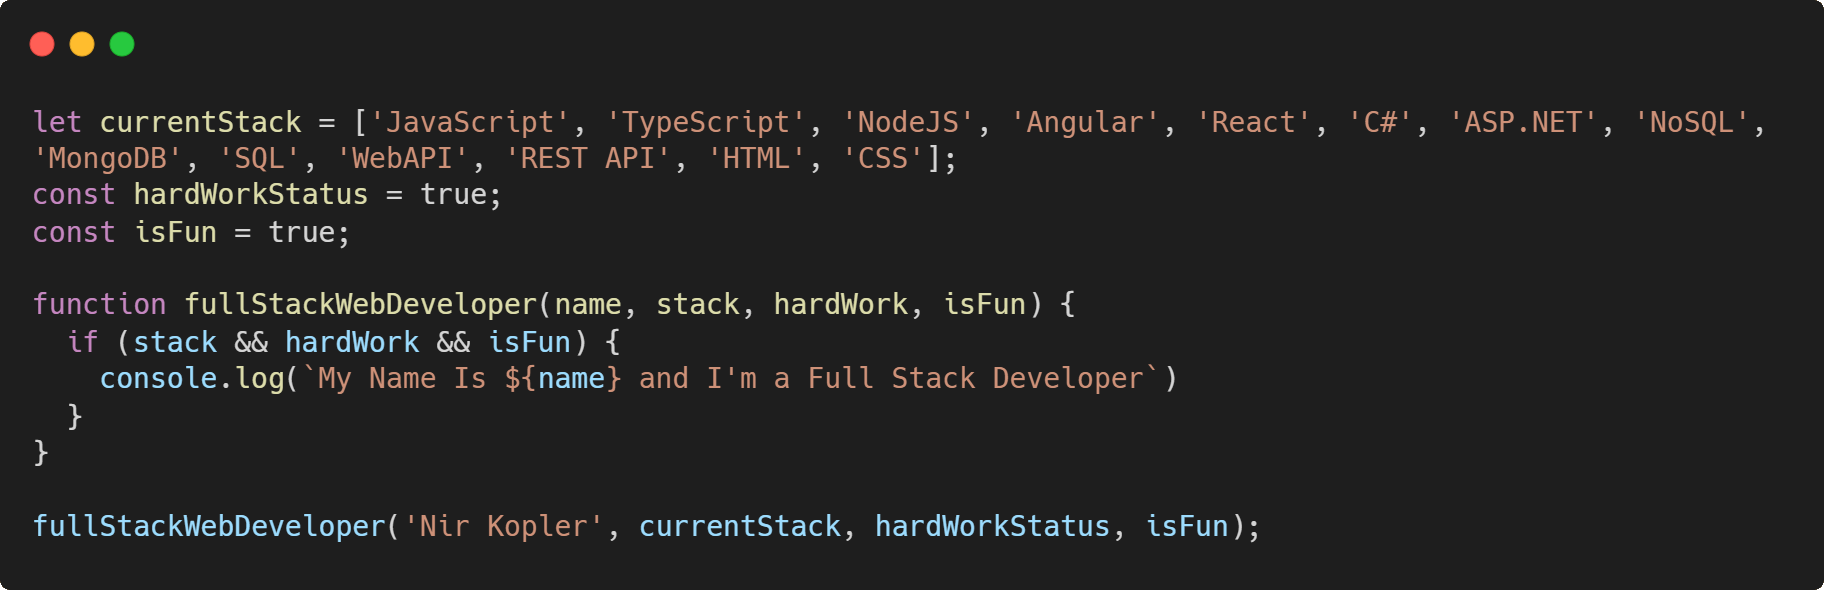 let currentStack = ['JavaScript', 'TypeScript', 'NodeJS', 'Angular', 'React', 'C#', 'ASP.NET', 'NoSQL',
'MongoDB', 'SQL', 'WebAPI', 'REST API', 'HTML', 'CSS'];
const hardWorkStatus = true;
const isFun = true;

function fullStackWebDeveloper(name, stack, hardWork, isFun) {
  if (stack && hardWork && isFun) {
    console.log(`My Name Is ${name} and I'm a Full Stack Developer`)
  }
}

fullStackWebDeveloper('Nir Kopler', currentStack, hardWorkStatus, isFun);